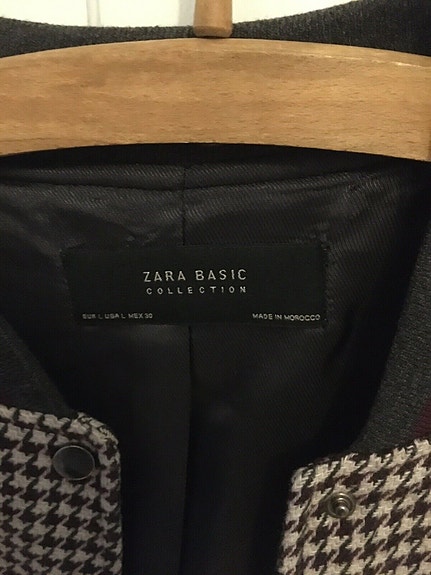 ZARA BASIC
COLLECTION
EUR L USA L MEX 30 MADE IN MOROCCO